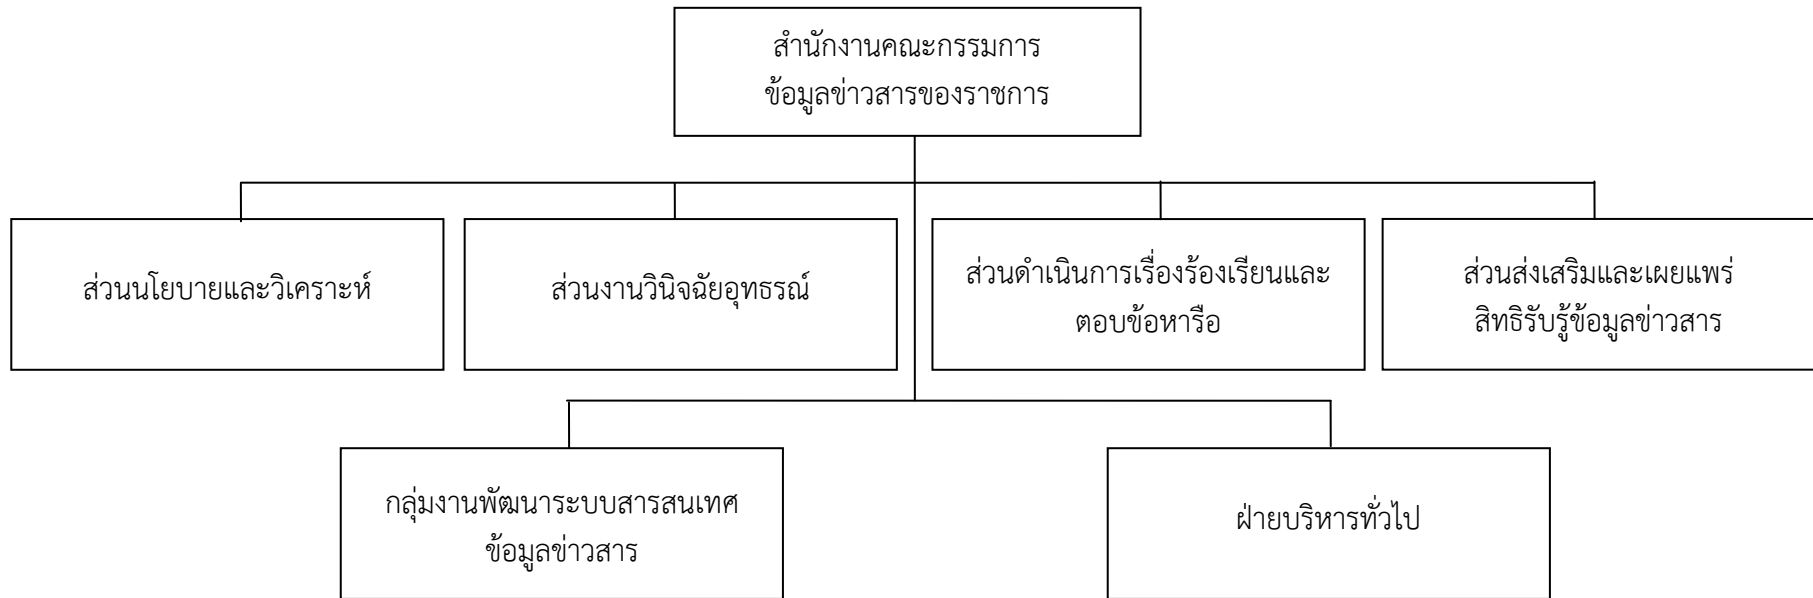 สำนักงานคณะกรรมการ
ข้อมูลข่าวสารของราชการ
ส่วนนโยบายและวิเคราะห์
ส่วนงานวินิจฉัยอุทธรณ์
ส่วนดำเนินการเรื่องร้องเรียนและ
ตอบข้อหารือ
ส่วนส่งเสริมและเผยแพร่
สิทธิรับรู้ข้อมูลข่าวสาร
กลุ่มงานพัฒนาระบบสารสนเทศ
ข้อมูลข่าวสาร
ฝ่ายบริหารทั่วไป